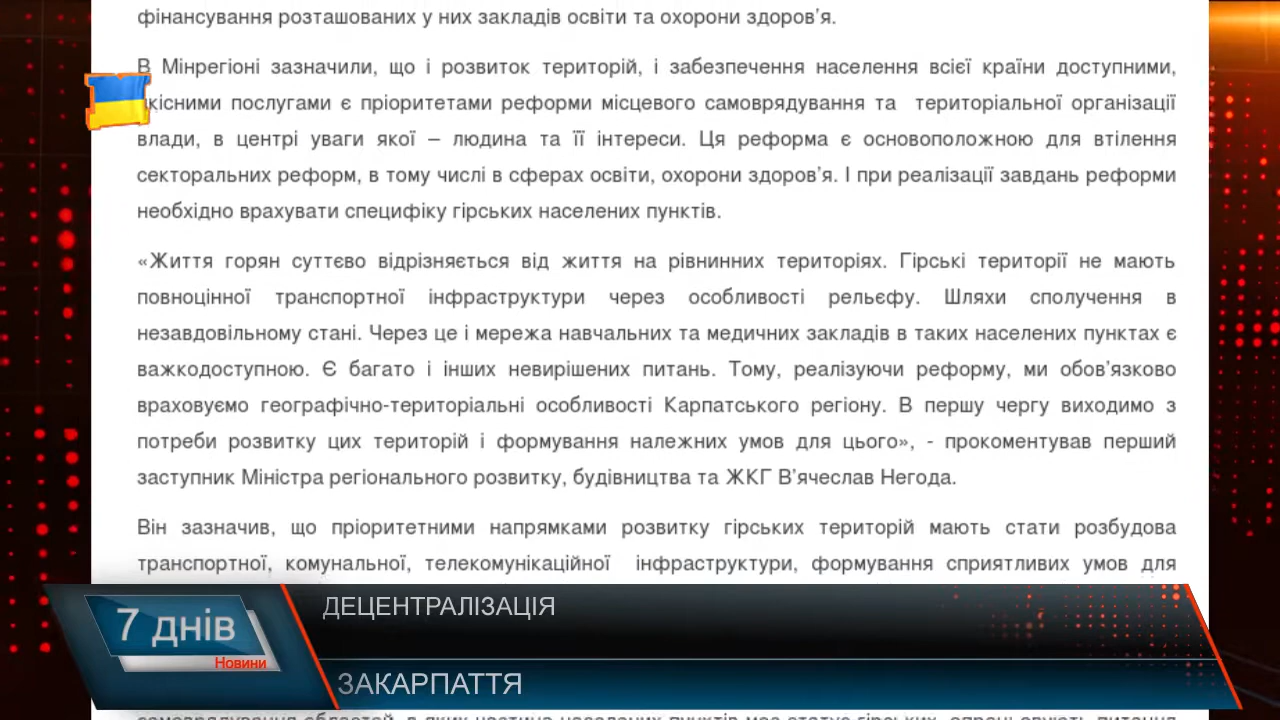 фінансування розташованих у них закладів освіти та охорони здоров’я.
В Мінрегіоні зазначили, що і розвиток територій, і забезпечення населення всієї країни доступними,
якісними послугами є пріоритетами реформи місцевого самоврядування та територіальної організації
влади, в центрі уваги якої – людина та її інтереси. Ця реформа є основоположною для втілення
секторальних реформ, в тому числі в сферах освіти, охорони здоров’я. І при реалізації завдань реформи
необхідно врахувати специфіку гірських населених пунктів.
«Життя горян суттєво відрізняється від життя на рівнинних територіях. Гірські території не мають
повноцінної транспортної інфраструктури через особливості рельєфу. Шляхи сполучення в
незавдовільному стані. Через це і мережа навчальних та медичних закладів в таких населених пунктах є
важкодоступною. Є багато і інших невирішених питань. Тому, реалізуючи реформу, ми обов’язково
враховуємо географічно-територіальні особливості Карпатського регіону. В першу чергу виходимо з
потреби розвитку цих територій і формування належних умов для цього», - прокоментував перший
заступник Міністра регіонального розвитку, будівництва та ЖКГ В’ячеслав Негода.
Він зазначив, що пріоритетними напрямками розвитку гірських територій мають стати розбудова
транспортної, комунальної, телекомунікаційної інфраструктури, формування сприятливих умов для
ДЕЦЕНТРАЛІЗАЦІЯ
7 днів
Новини
ЗАКАРПАТТЯ